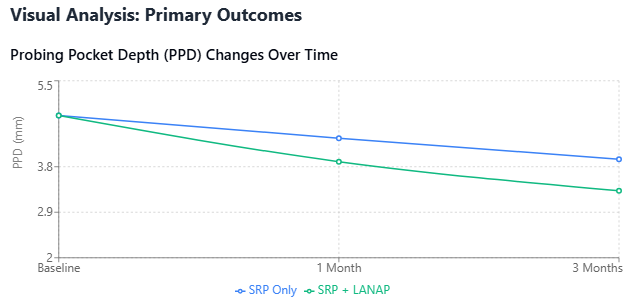 Visual Analysis: Primary Outcomes
Probing Pocket Depth (PPD) Changes Over Time
5.5
3.8
2.9
2
PPD (mm)
Baseline
1 Month
3 Months
SRP Only
SRP + LANAP